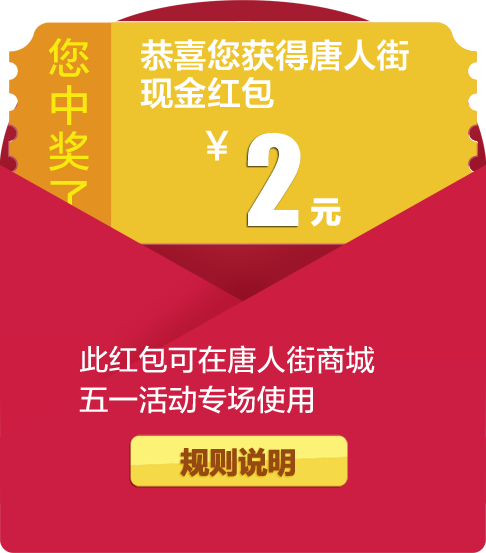 您中奖了
恭喜您获得唐人街
现金红包
¥ 2 元
此红包可在唐人街商城
五一活动专场使用
规则说明